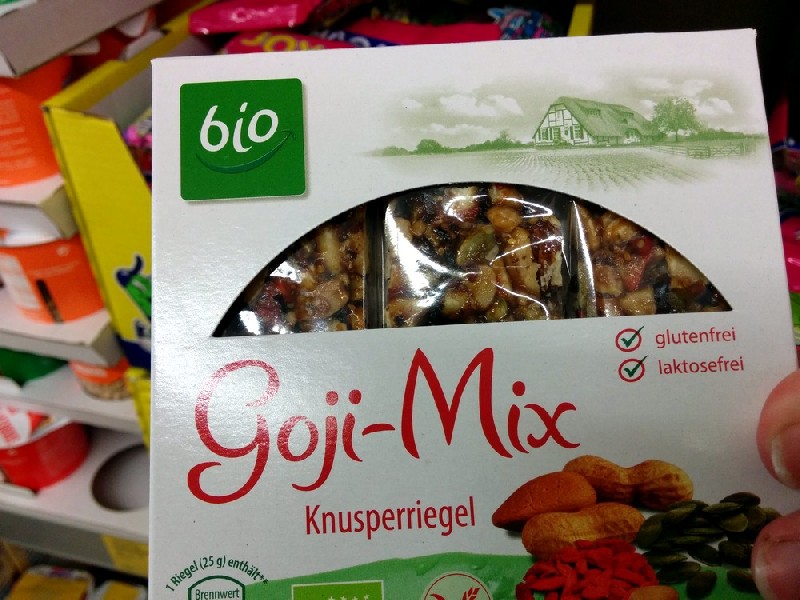 bio
glutenfrei
laktosefrei
Goji-Mix
Knusperriegel
1 Riegel (25 g) enthält**
Brennwert